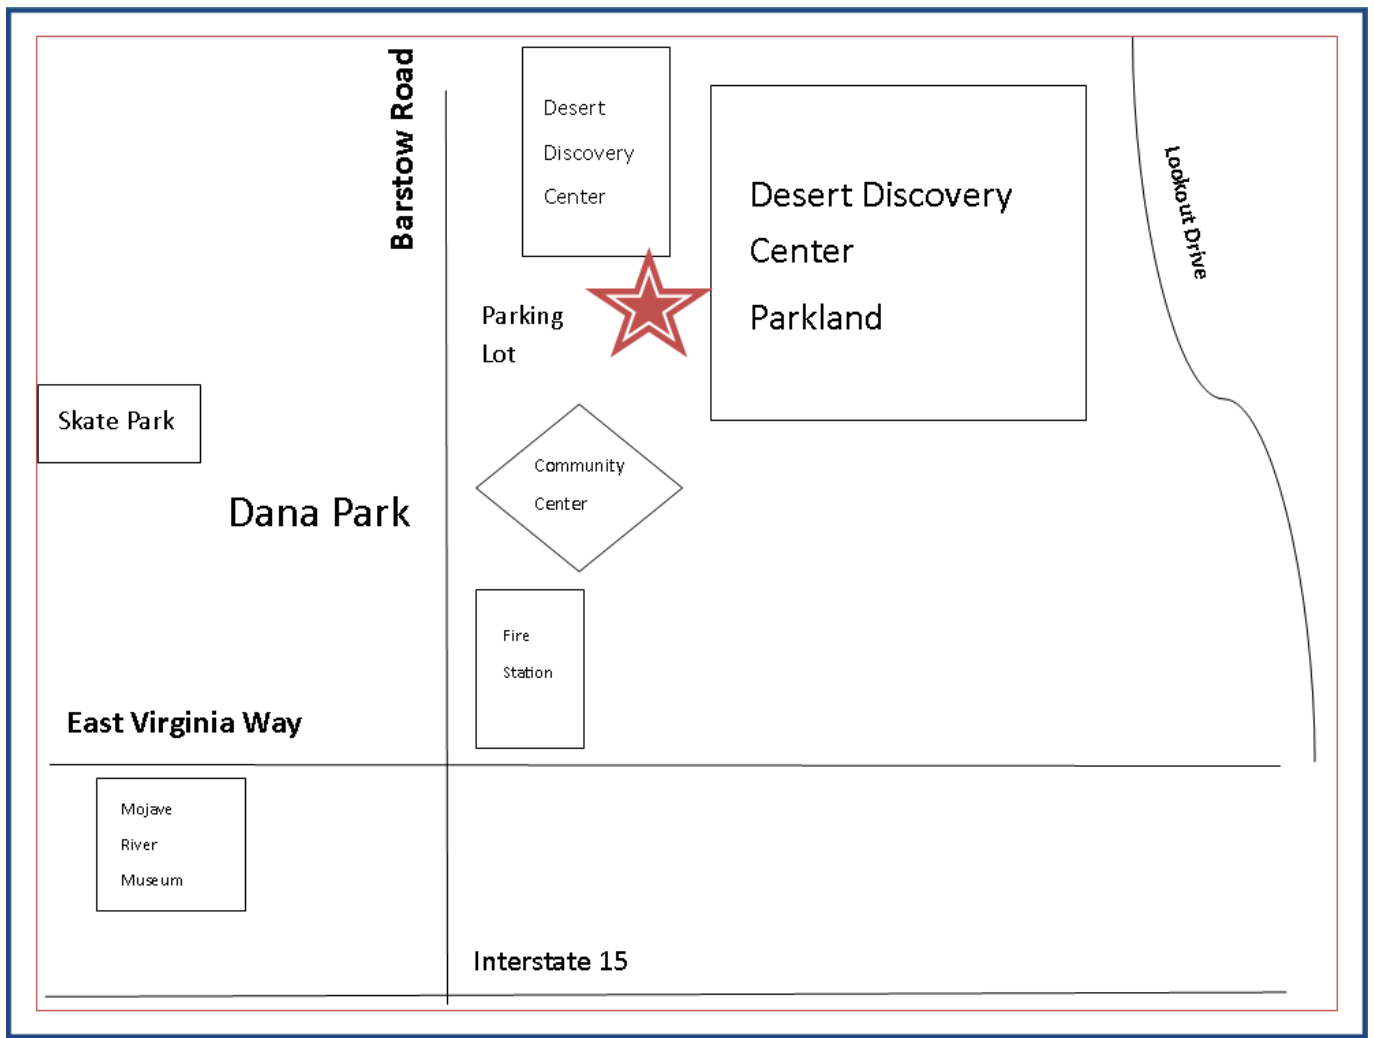 Barstow Road
Desert
Discovery
Center
Desert Discovery
Center
Parkland
Lookout Drive
Parking
Lot
Skate Park
Community
Center
Dana Park
Fire
Station
East Virginia Way
Mojave
River
Museum
Interstate 15